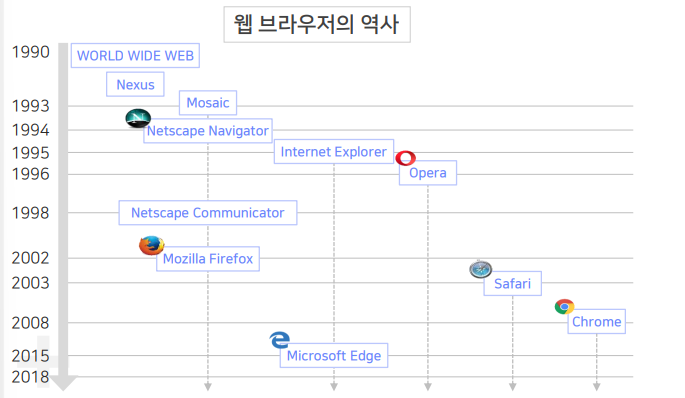 웹 브라우저의 역사
1990
WORLD WIDE WEB
Nexus
1993
Mosaic
1994
Netscape Navigator
1995
Internet Explorer
1996
Opera
1998
Netscape Communicator
2002
Mozilla Firefox
2003
Safari
2008
Chrome
2015
Microsoft Edge
2018